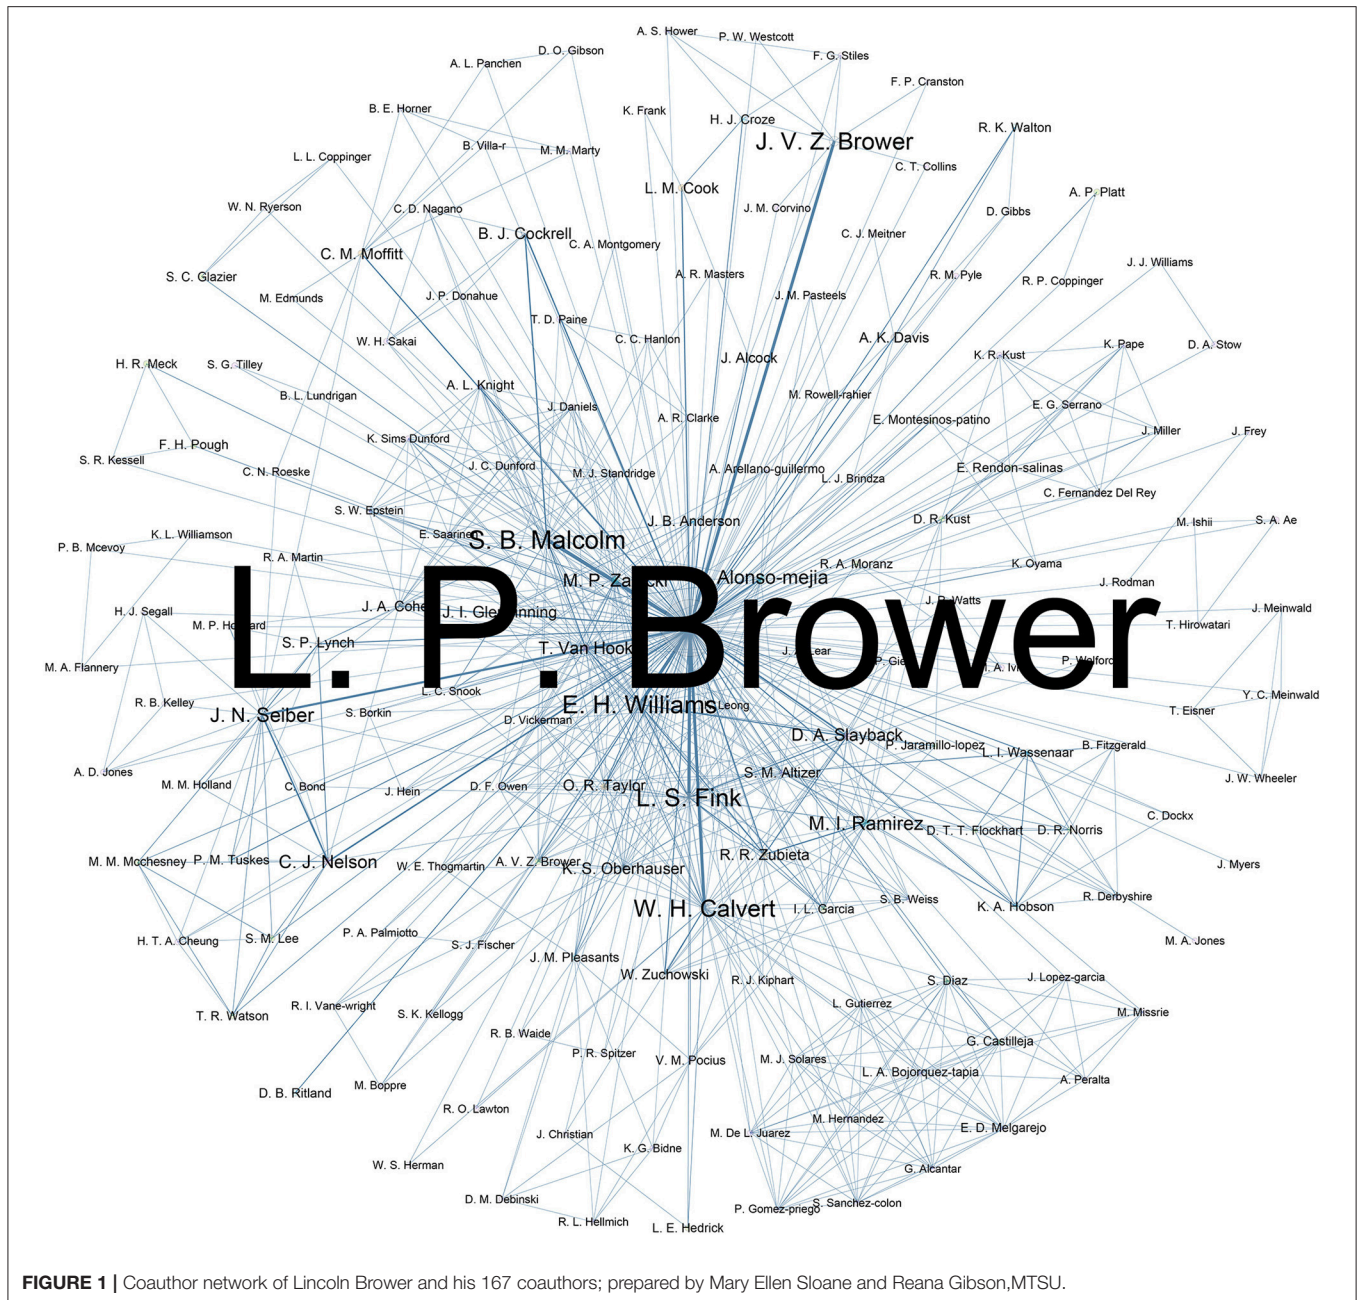 A. S. Hower
P. W. Westcott
D. O. Gibson
F. G. Stiles
A. L. Panchen
F. P. Cranston
B. E. Horner
K. Frank
H. J. Croze
R. K. Walton
J. V. Z. Brower
B. Villa-r
M. M. Marty
L. L. Coppinger
C. T. Collins
L. M. Cook
A. P. Platt
W. N. Ryerson
C. D. Nagano
J. M. Corvino
D. Gibbs
B. J. Cockrell
C. J. Meitner
C. A. Montgomery
C. M. Moffitt
J. J. Williams
S. C. Glazier
A. R. Masters
R. M. Pyle
R. P. Coppinger
M. Edmunds
J. P. Donahue
J. M. Pasteels
T. D. Paine
W. H. Sakai
C. C. Hanlon
A. K. Davis
K. Pape
D. A. Stow
J. Alcock
K. R. Kust
H. R. Meck
S. G. Tilley
A. L. Knight
B. L. Lundrigan
M. Rowell-rahier
E. G. Serrano
J. Daniels
A. R. Clarke
E. Montesinos-patino
J. Miller
J. Frey
K. Sims Dunford
F. H. Pough
S. R. Kessell
C. N. Roeske
J. C. Dunford
M. J. Standridge
A. Arellano-guillermo
L. J. Brindza
E. Rendon-salinas
C. Fernandez Del Rey
S. W. Epstein
J. B. Anderson
D. R. Kust
M. Ishii
S. A. Ae
K. L. Williamson
E. Saarinen
S. B. Malcolm
P. B. Mcevoy
R. A. Martin
R. A. Moranz
K. Oyama
M. P. Zalucki
Alonso-mejia
J. Rodman
J. A. Cohen
J. I. Glendinning
J. R. Watts
H. J. Segall
J. Meinwald
M. P. Howard
T. Hirowatari
L. P. Brower
S. P. Lynch
T. Van Hook
J. A. Lear
P. Wolford
M. A. Flannery
L. C. Snook
Y. C. Meinwald
R. B. Kelley
E. H. Williams
Leong
J. N. Seiber
S. Borkin
D. Vickerman
T. Eisner
D. A. Slayback
P. Jaramillo-lopez
L. I. Wassenaar
B. Fitzgerald
A. D. Jones
S. M. Altizer
J. W. Wheeler
M. M. Holland
C. Bond
J. Hein
D. F. Owen
O. R. Taylor
L. S. Fink
M. I. Ramirez
D. T. T. Flockhart
D. R. Norris
C. Dockx
M. M. Mcchesney
P. M. Tuskes
C. J. Nelson
W. E. Thogmartin
A. V. Z. Brower
K. S. Oberhauser
R. R. Zubieta
J. Myers
W. H. Calvert
I. L. Garcia
S. B. Weiss
K. A. Hobson
R. Derbyshire
H. T. A. Cheung
S. M. Lee
P. A. Palmiotto
S. J. Fischer
M. A. Jones
J. M. Pleasants
W. Zuchowski
R. J. Kiphart
S. Diaz
J. Lopez-garcia
T. R. Watson
R. I. Vane-wright
S. K. Kellogg
L. Gutierrez
M. Missrie
R. B. Waide
G. Castilleja
P. R. Spitzer
V. M. Pocius
M. J. Solares
L. A. Bojorquez-tapia
A. Peralta
D. B. Ritland
M. Boppre
R. O. Lawton
M. Hernandez
J. Christian
M. De L. Juarez
E. D. Melgarejo
K. G. Bidne
W. S. Herman
G. Alcantar
D. M. Debinski
P. Gomez-priego
S. Sanchez-colon
R. L. Hellmich
L. E. Hedrick
FIGURE 1 | Coauthor network of Lincoln Brower and his 167 coauthors; prepared by Mary Ellen Sloane and Reana Gibson,MTSU.